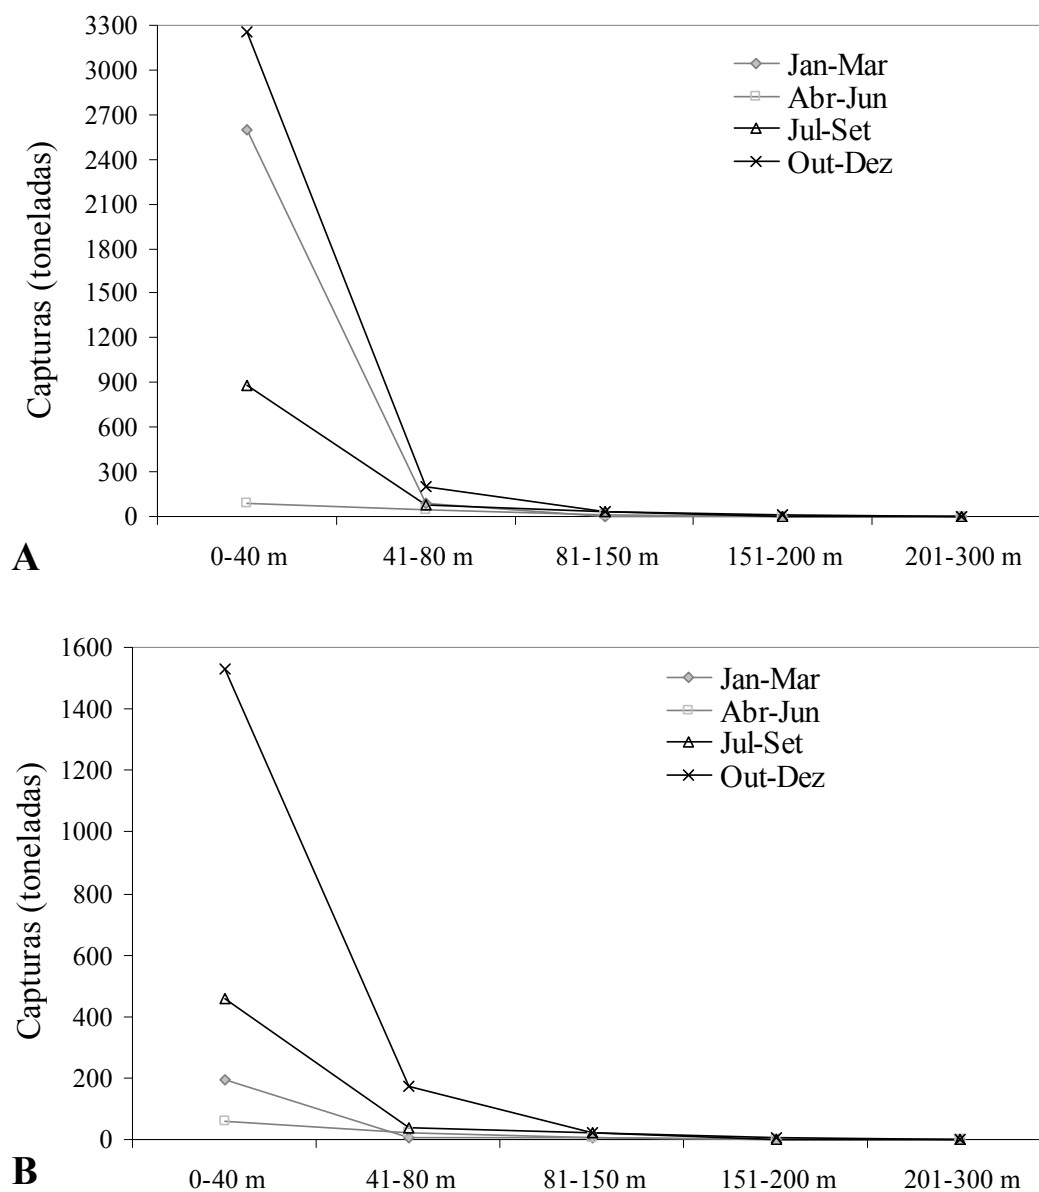 3300
3000
2700
2400
2100
1800
1500
1200
900
600
300
0
Capturas (toneladas)
Jan-Mar
Abr-Jun
Jul-Set
Out-Dez
A
0-40 m 41-80 m 81-150 m 151-200 m 201-300 m
1600
1400
1200
1000
800
600
400
200
0
Capturas (toneladas)
Jan-Mar
Abr-Jun
Jul-Set
Out-Dez
B
0-40 m 41-80 m 81-150 m 151-200 m 201-300 m